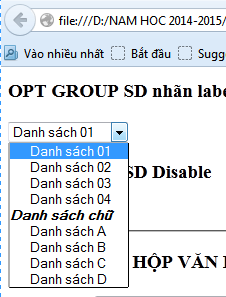 file:///D:/NAM HOC 2014-2015/
Vào nhiều nhất Bắt đầu Sugg
OPT GROUP SD nhãn labe
Danh sách 01
Danh sách 01
Danh sách 02
Danh sách 03
Danh sách 04
SD Disable
Danh sách chữ
Danh sách A
Danh sách B
Danh sách C
HỘP VĂN
Danh sách D